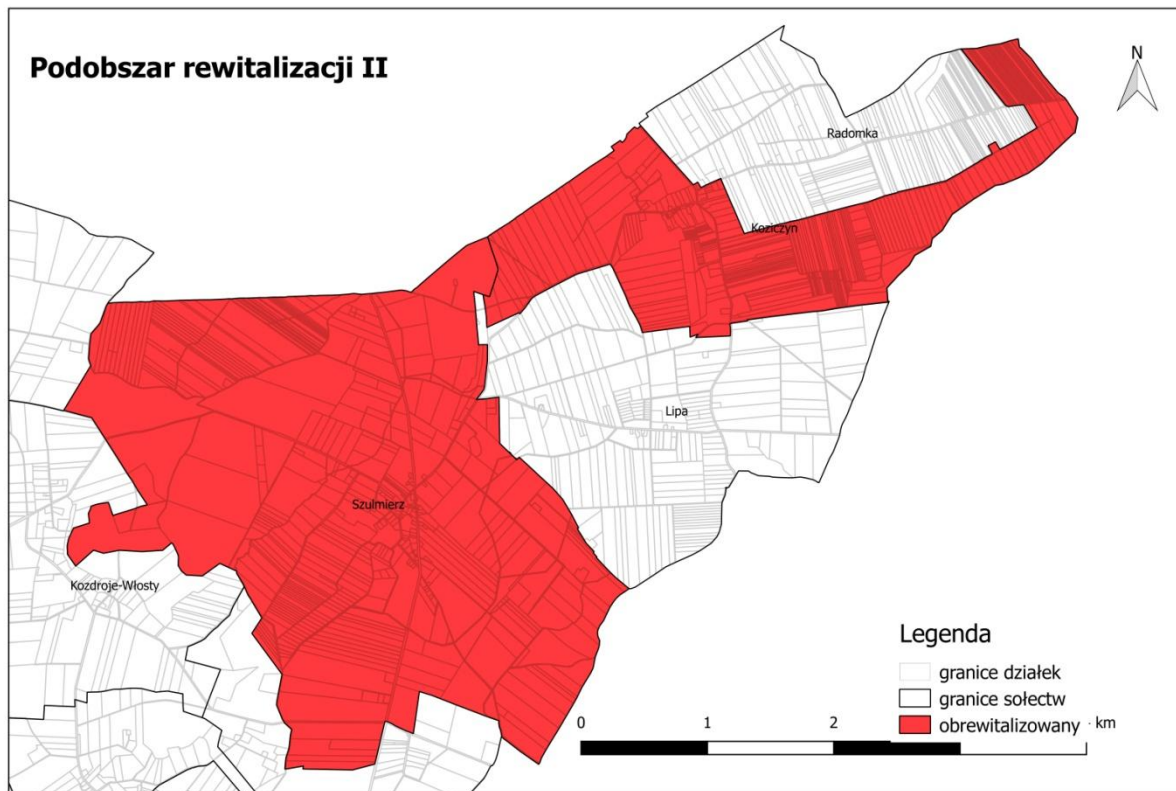 Podobszar rewitalizacji II
N
Radomka
Koziczyn
Lipa
Szulmierz
Kozdroje-Włosty
Legenda
granice działek
granice sołectw
obrewitalizowany
0 1 2 km